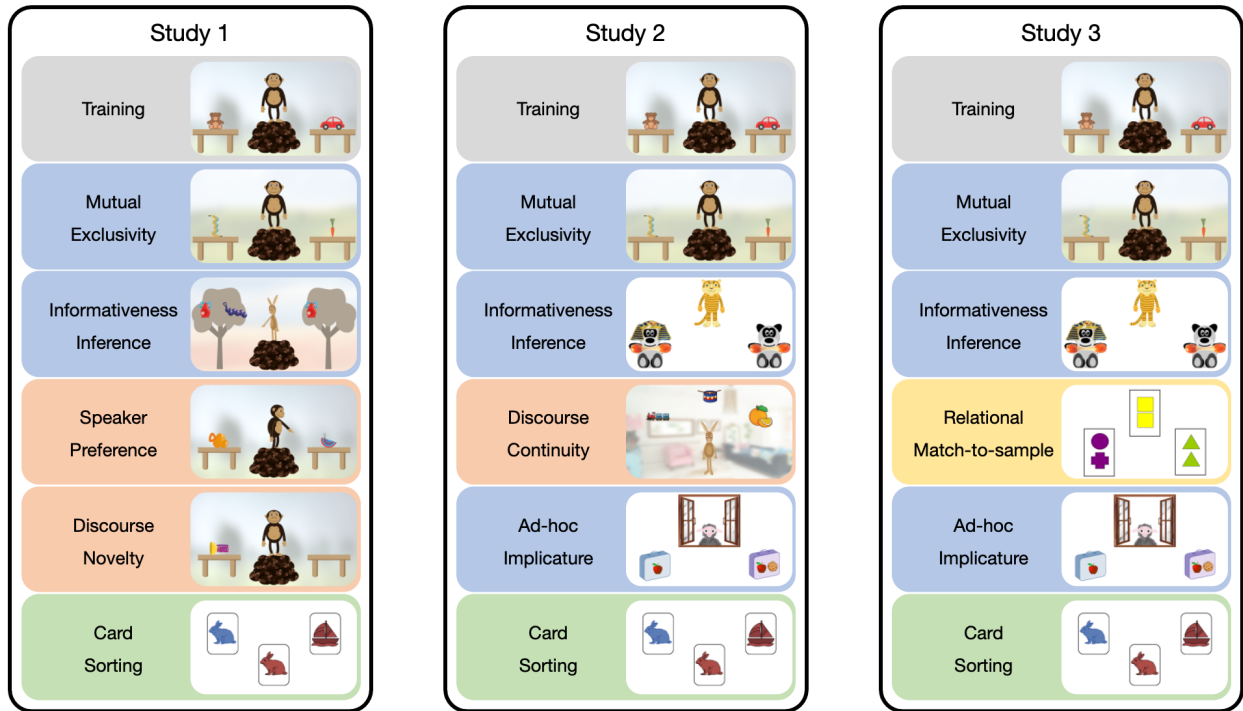 Study 1
Training
Mutual
Exclusivity
Informativeness
Inference
Speaker
Preference
Discourse
Novelty
Card
Sorting
Study 2
Training
Mutual
Exclusivity
Informativeness
Inference
Discourse
Continuity
Ad-hoc
Implicature
Card
Sorting
Study 3
Training
Mutual
Exclusivity
Informativeness
Inference
Relational
Match-to-sample
Ad-hoc
Implicature
Card
Sorting